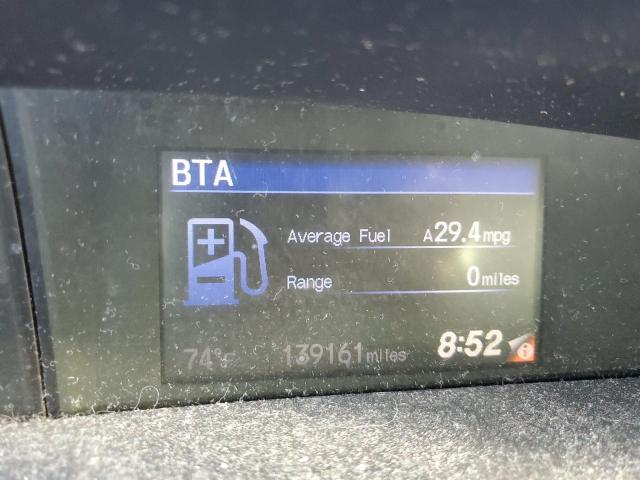 BTA
Average Fuel A29.4mpg
Range 0miles
74°F 139161miles 8:52